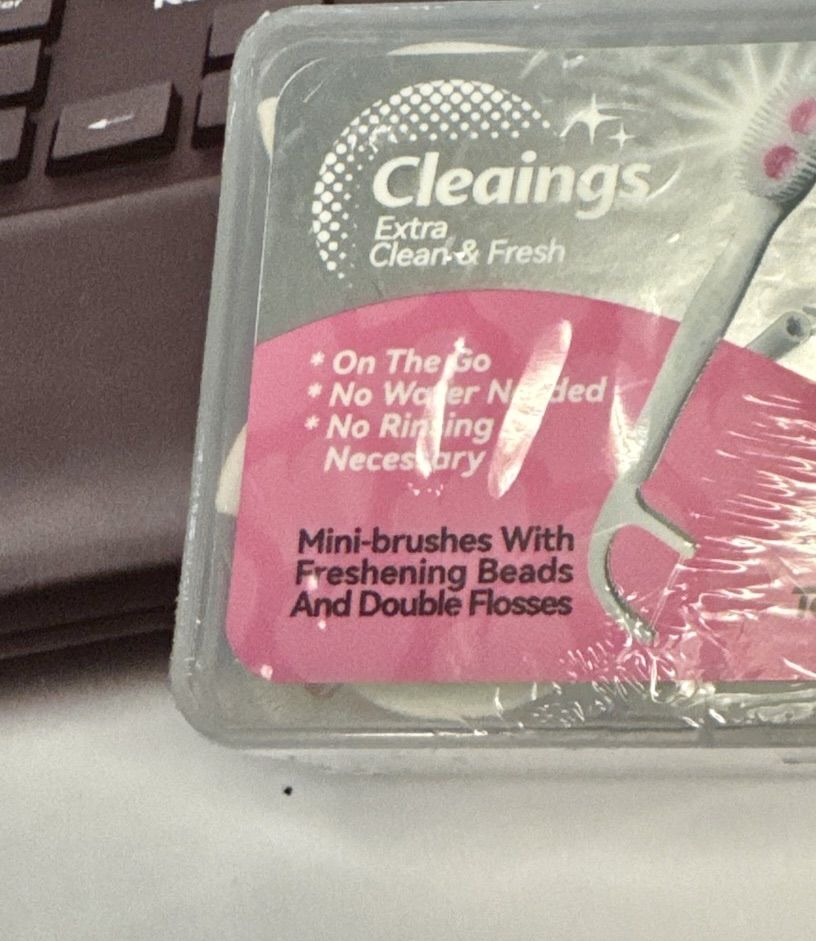 Cleaings
Extra
Clean & Fresh
* On The Go
* No Water Needed
* No Rinsing
Necessary
Mini-brushes With
Freshening Beads
And Double Flosses